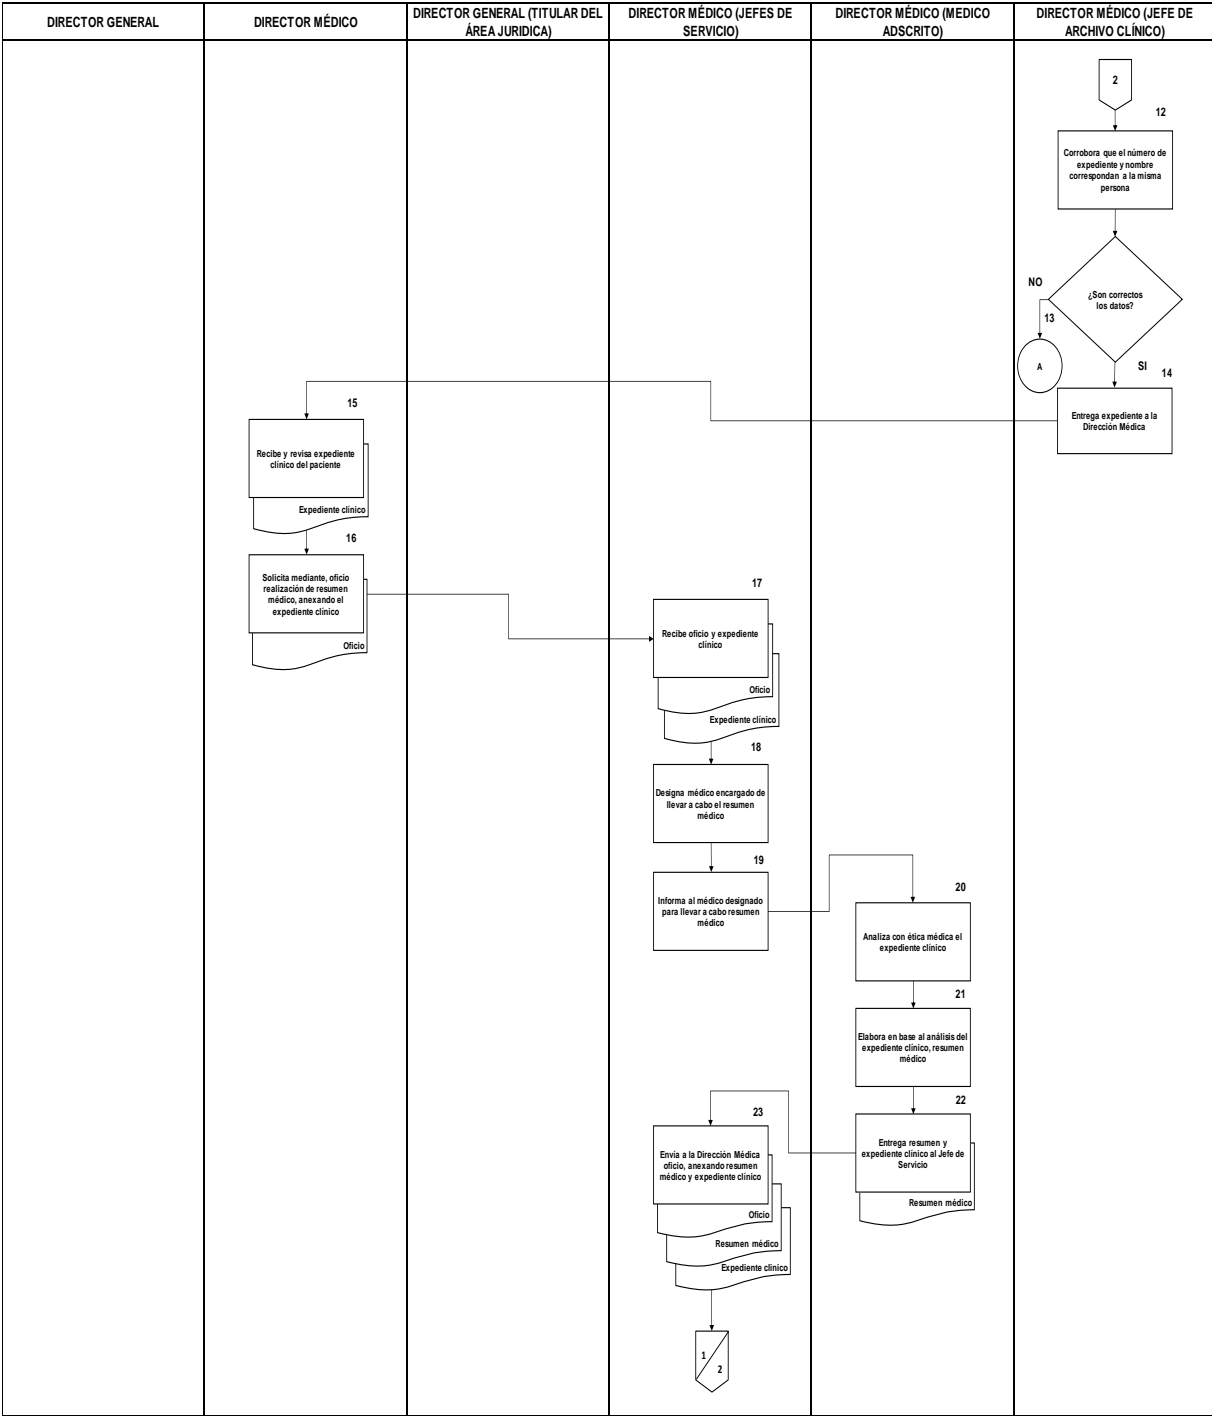 DIRECTOR GENERAL
DIRECTOR MÉDICO
DIRECTOR GENERAL (TITULAR DEL
ÁREA JURIDICA)
DIRECTOR MÉDICO (JEFES DE
SERVICIO)
DIRECTOR MÉDICO (MEDICO
ADSCRITO)
DIRECTOR MÉDICO (JEFE DE
ARCHIVO CLÍNICO)
2
12
Corrobora que el número de
expediente y nombre
correspondan a la misma
persona
¿Son correctos
los datos?
NO
13
A
SI
14
Entrega expediente a la
Dirección Médica
15
Recibe y revisa expediente
clínico del paciente
Expediente clínico
16
Solicita mediante, oficio
realización de resumen
médico, anexando el
expediente clínico
Oficio
17
Recibe oficio y expediente
clínico
Oficio
Expediente clínico
18
Designa médico encargado de
llevar a cabo el resumen
médico
19
Informa al médico designado
para llevar a cabo resumen
médico
20
Analiza con ética médica el
expediente clínico
21
Elabora en base al análisis del
expediente clínico, resumen
médico
22
Entrega resumen y
expediente clínico al Jefe de
Servicio
Resumen médico
23
Envía a la Dirección Médica
oficio, anexando resumen
médico y expediente clínico
Oficio
Resumen médico
Expediente clínico
1
2